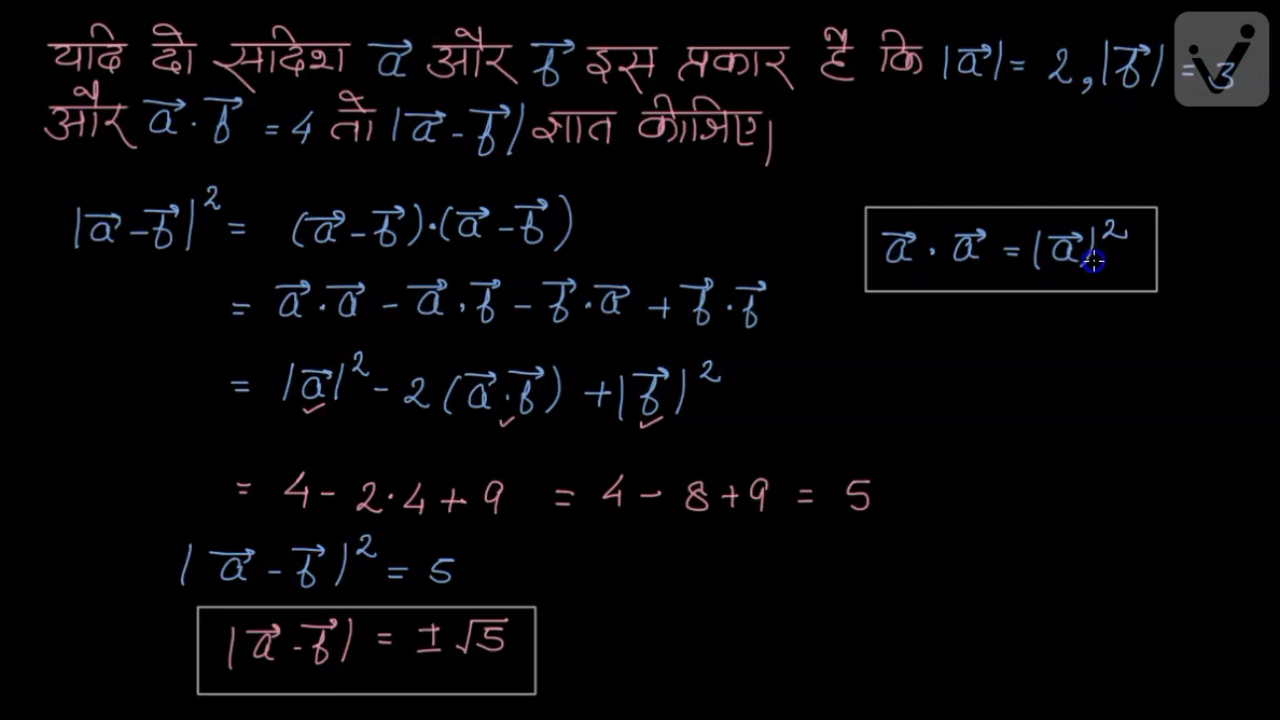 यदि दो सदिश a⃗ और b⃗ इस प्रकार है कि |a⃗| = 2, |b⃗| = 3
और a⃗ · b⃗ = 4 तो |a⃗ - b⃗| ज्ञात कीजिए।
|a⃗ - b⃗|² = (a⃗ - b⃗)·(a⃗ - b⃗)
a⃗ · a⃗ = |a⃗|²
= a⃗ · a⃗ - a⃗ · b⃗ - b⃗ · a⃗ + b⃗ · b⃗
= |a⃗|² - 2 (a⃗ · b⃗) + |b⃗|²
= 4 - 2·4 + 9 = 4 - 8 + 9 = 5
|a⃗ - b⃗|² = 5
|a⃗ - b⃗| = ±√5